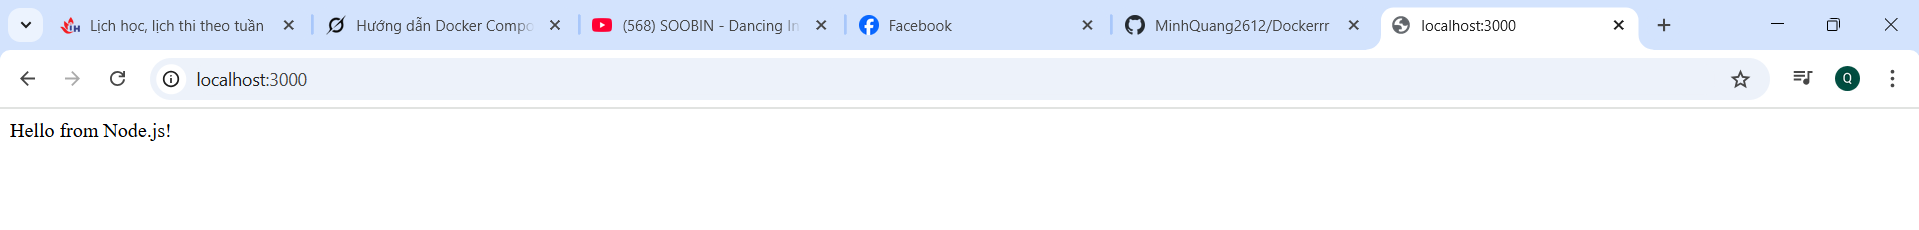 Lịch học, lịch thi theo tuần
Hướng dẫn Docker Compo
(568) SOOBIN - Dancing In
Facebook
MinhQuang2612/Dockerrr
localhost:3000
localhost:3000
Q
Hello from Node.js!